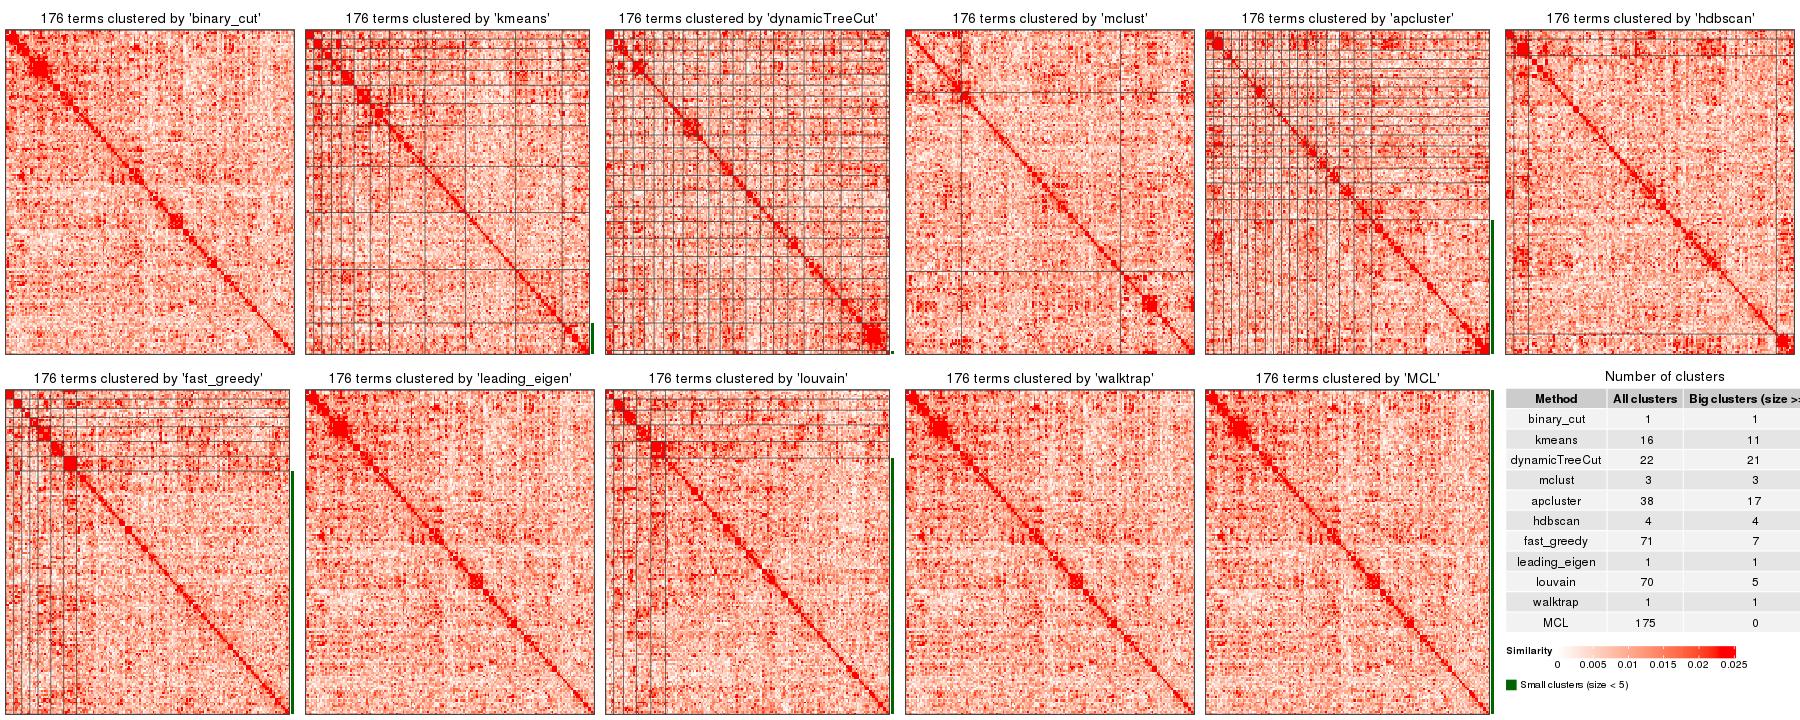 176 terms clustered by 'binary_cut'
176 terms clustered by 'kmeans'
176 terms clustered by 'dynamicTreeCut'
176 terms clustered by 'mclust'
176 terms clustered by 'apcluster'
176 terms clustered by 'hdbscan'
176 terms clustered by 'fast_greedy'
176 terms clustered by 'leading_eigen'
176 terms clustered by 'louvain'
176 terms clustered by 'walktrap'
176 terms clustered by 'MCL'
Number of clusters
Method All clusters Big clusters (size >=
binary_cut 1 1
kmeans 16 11
dynamicTreeCut 22 21
mclust 3 3
apcluster 38 17
hdbscan 4 4
fast_greedy 71 7
leading_eigen 1 1
louvain 70 5
walktrap 1 1
MCL 175 0
Similarity
0 0.005 0.01 0.015 0.02 0.025
Small clusters (size < 5)